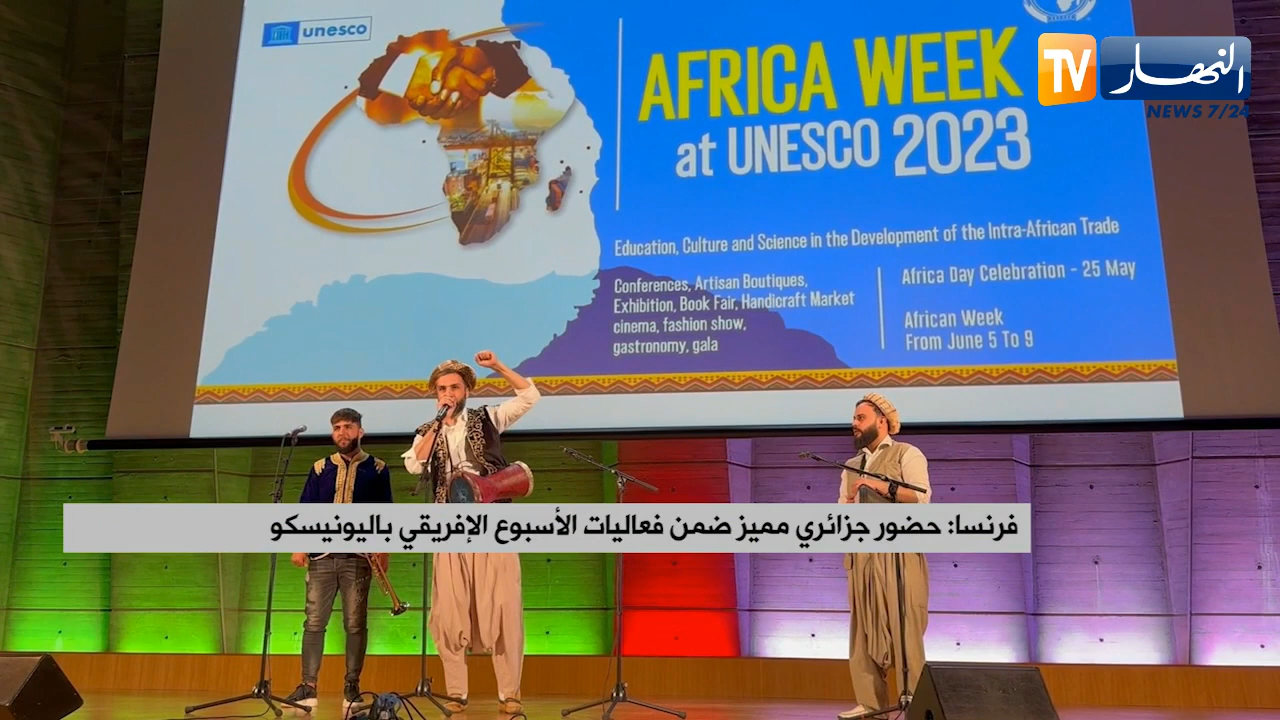 unesco
AFRICA WEEK
at UNESCO 2023
Education, Culture and Science in the Development of the Intra-African Trade
Conferences, Artisan Boutiques,
Exhibition, Book Fair, Handicraft Market
cinema, fashion show,
gastronomy, gala
Africa Day Celebration - 25 May
African Week
From June 5 To 9
TV النهار
NEWS 7/24
فرنسا: حضور جزائري مميز ضمن فعاليات الأسبوع الإفريقي باليونيسكو